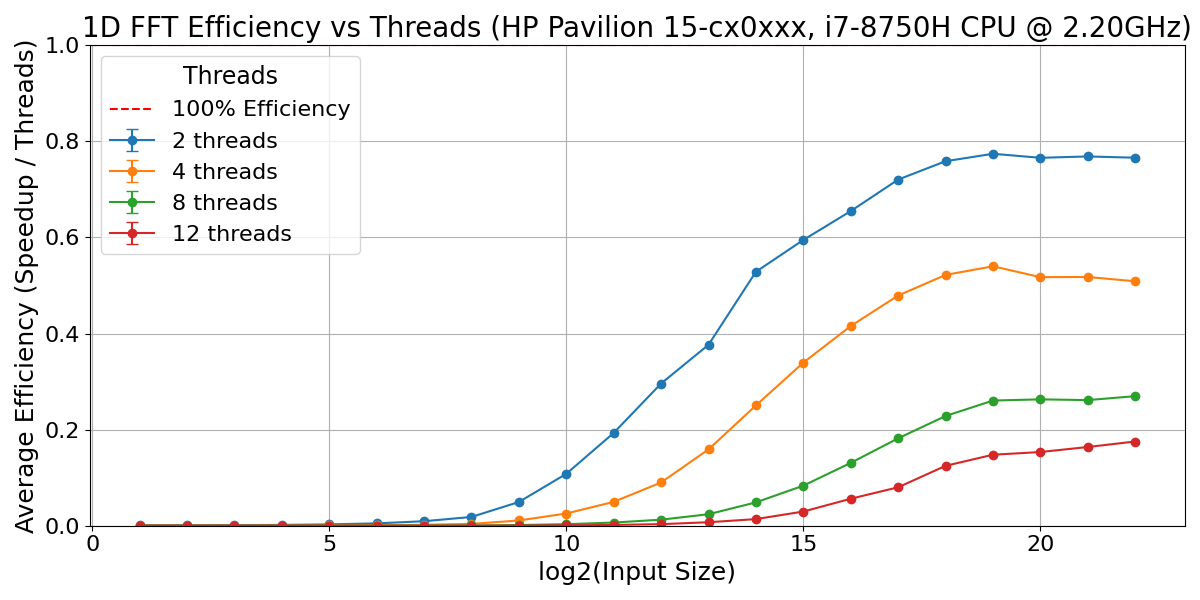 1D FFT Efficiency vs Threads (HP Pavilion 15-cx0xxx, i7-8750H CPU @ 2.20GHz)
Average Efficiency (Speedup / Threads)
1.0
0.8
0.6
0.4
0.2
0.0
Threads
100% Efficiency
2 threads
4 threads
8 threads
12 threads
0 5 10 15 20
log2(Input Size)